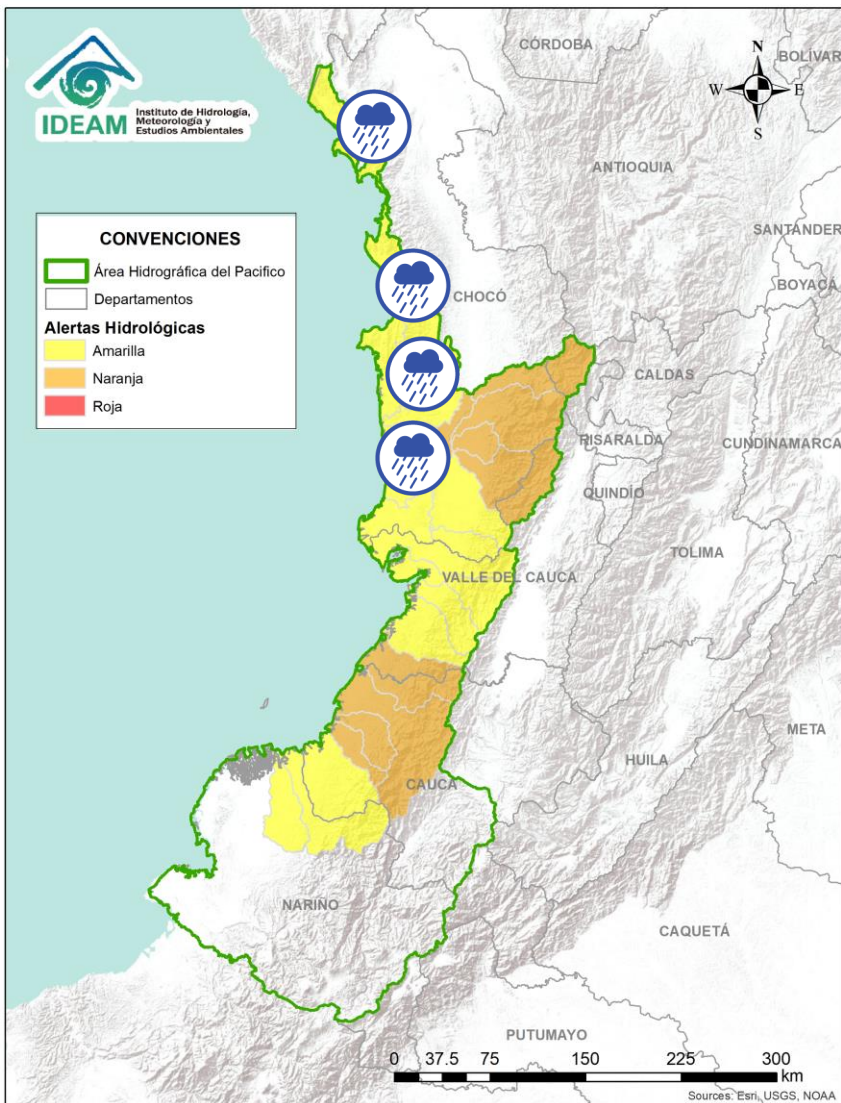 IDEAM
Instituto de Hidrología,
Meteorología y
Estudios Ambientales
CÓRDOBA
BOLÍVAR
N
W
E
S
ANTIOQUIA
SANTANDER
BOYACÁ
CONVENCIONES
Área Hidrográfica del Pacifico
Departamentos
Alertas Hidrológicas
Amarilla
Naranja
Roja
CHOCÓ
CALDAS
RISARALDA
CUNDINAMARCA
QUINDÍO
TOLIMA
VALLE DEL CAUCA
META
HUILA
CAUCA
NARIÑO
CAQUETÁ
PUTUMAYO
0 37.5 75 150 225 300
km
Sources: Esri, USGS, NOAA